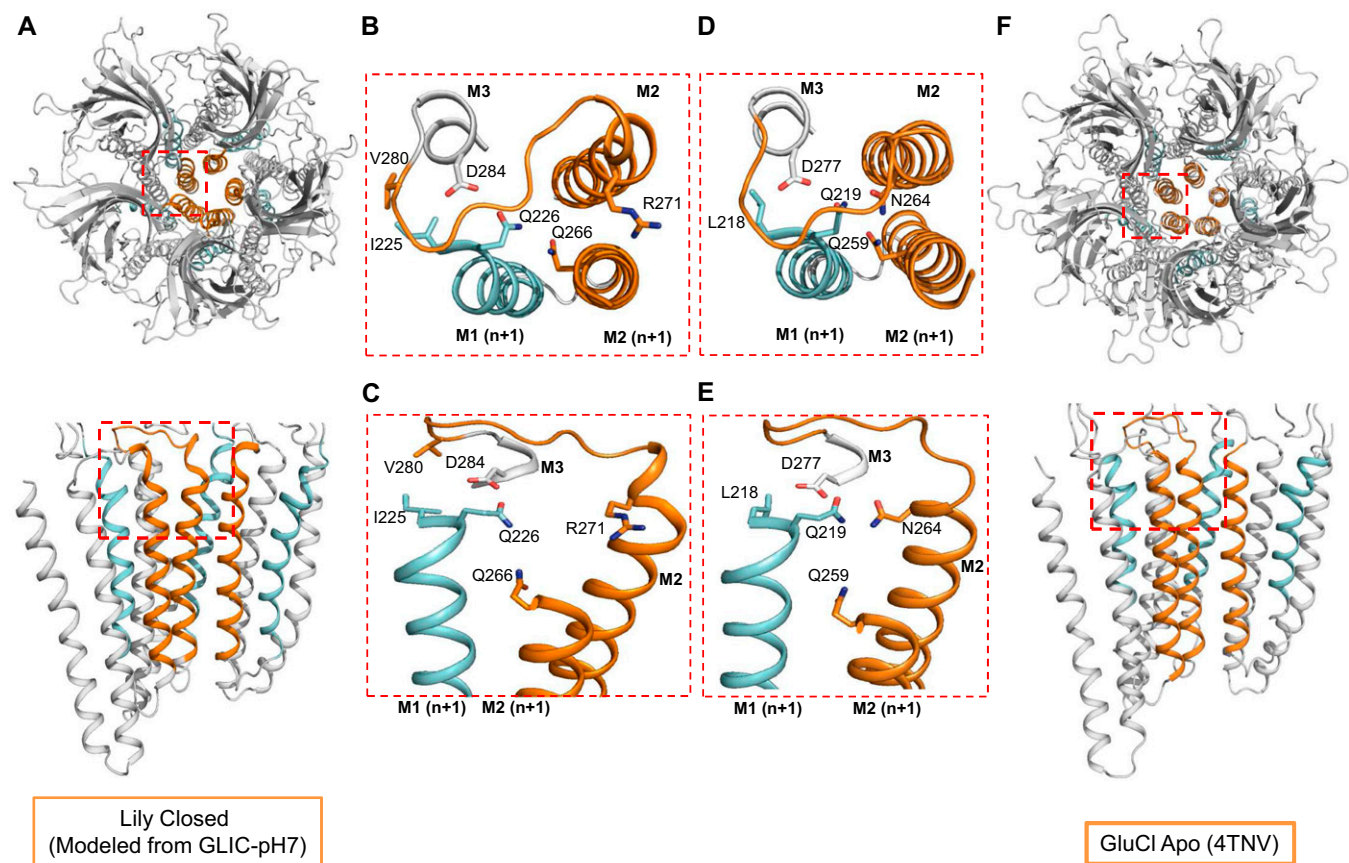 A
B
M3
M2
V280
D284
Q226
R271
Q266
I225
M1 (n+1)
M2 (n+1)
D
M3
M2
D277
Q219
N264
L218
Q259
M1 (n+1)
M2 (n+1)
F
C
V280
D284
M3
I225
Q226
R271
Q266
M2
M1 (n+1)
M2 (n+1)
E
D277
M3
L218
Q219
N264
Q259
M2
M1 (n+1)
M2 (n+1)
Lily Closed
(Modeled from GLIC-pH7)
GluCl Apo (4TNV)